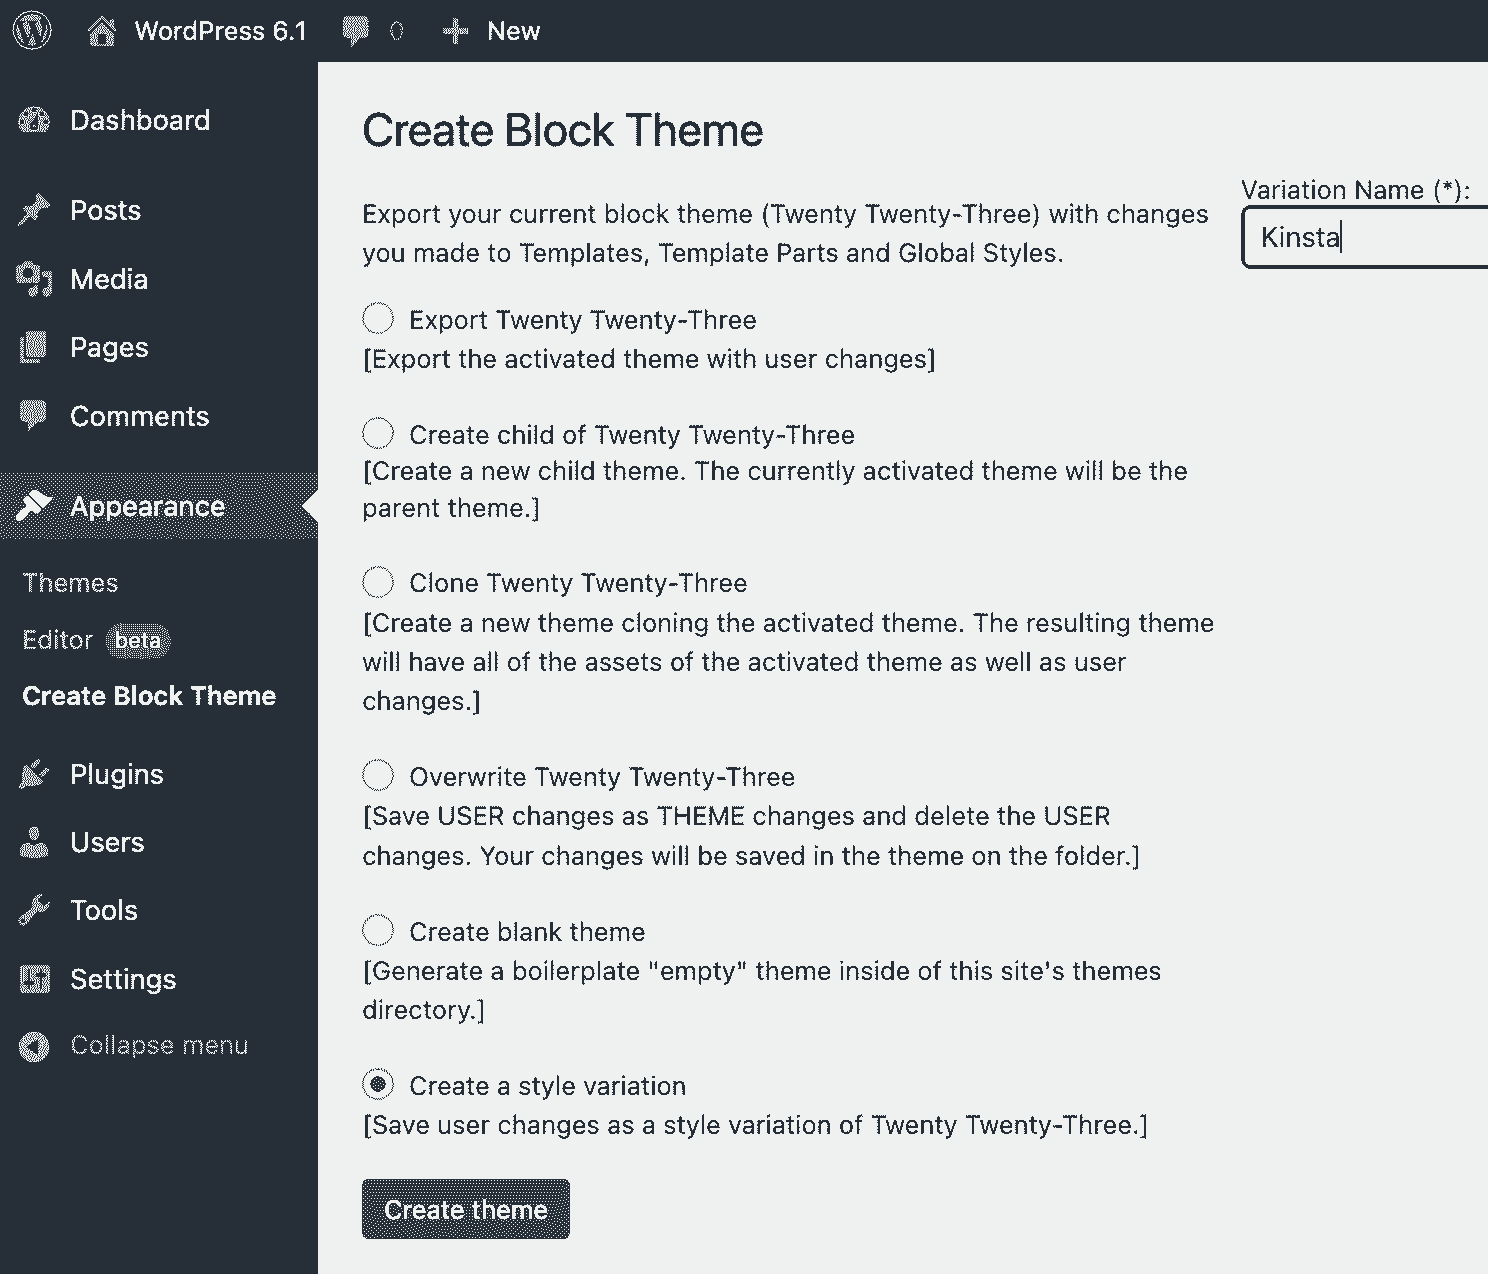 WordPress 6.1 0 New
Dashboard
Posts
Media
Pages
Comments
Appearance
Themes
Editor beta
Create Block Theme
Plugins
Users
Tools
Settings
Collapse menu
Create Block Theme
Export your current block theme (Twenty Twenty-Three) with changes
you made to Templates, Template Parts and Global Styles.
Export Twenty Twenty-Three
[Export the activated theme with user changes]
Create child of Twenty Twenty-Three
[Create a new child theme. The currently activated theme will be the
parent theme.]
Clone Twenty Twenty-Three
[Create a new theme cloning the activated theme. The resulting theme
will have all of the assets of the activated theme as well as user
changes.]
Overwrite Twenty Twenty-Three
[Save USER changes as THEME changes and delete the USER
changes. Your changes will be saved in the theme on the folder.]
Create blank theme
[Generate a boilerplate "empty" theme inside of this site's themes
directory.]
Create a style variation
[Save user changes as a style variation of Twenty Twenty-Three.]
Create theme
Variation Name (*):
Kinsta